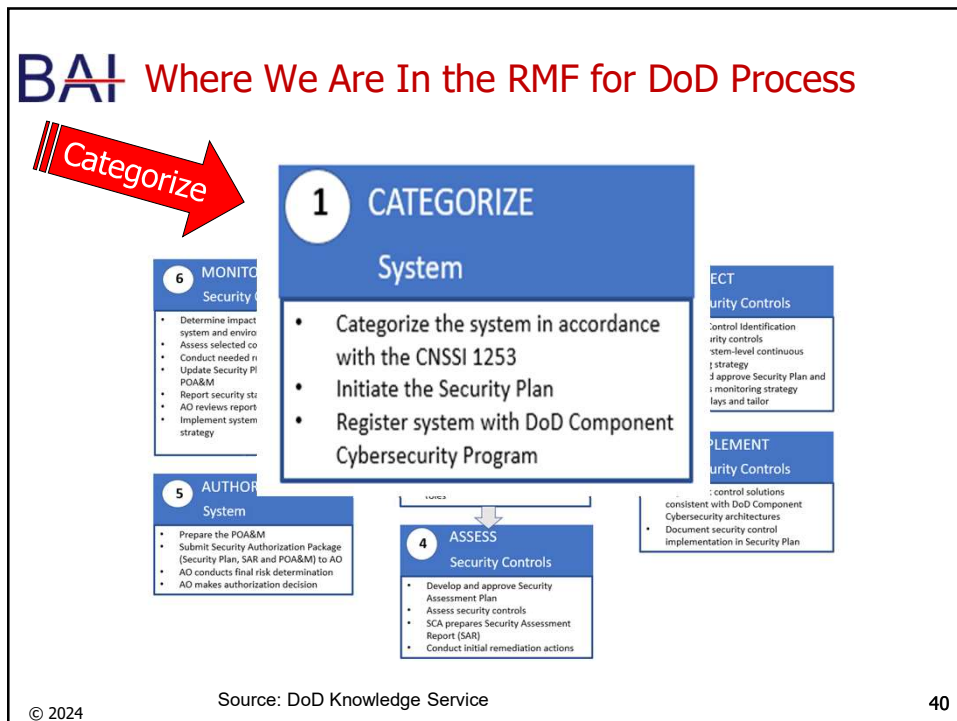 BAI Where We Are In the RMF for DoD Process
Categorize
1 CATEGORIZE
System
• Categorize the system in accordance
with the CNSSI 1253
• Initiate the Security Plan
• Register system with DoD Component
Cybersecurity Program
6 MONITO
Security
• Determine impact
system and enviro
• Assess selected co
• Conduct needed r
• Update Security Pl
POA&M
• Report security sta
• AO reviews report
• Implement system
strategy
ECT
urity Controls
Control Identification
urity controls
stem-level continuous
g strategy
d approve Security Plan and
s monitoring strategy
lays and tailor
PLEMENT
urity Controls
control solutions
consistent with DoD Component
Cybersecurity architectures
• Document security control
implementation in Security Plan
5 AUTHOR
System
• Prepare the POA&M
• Submit Security Authorization Package
(Security Plan, SAR and POA&M) to AO
• AO conducts final risk determination
• AO makes authorization decision
roles
4 ASSESS
Security Controls
• Develop and approve Security
Assessment Plan
• Assess security controls
• SCA prepares Security Assessment
Report (SAR)
• Conduct initial remediation actions
© 2024
Source: DoD Knowledge Service
40